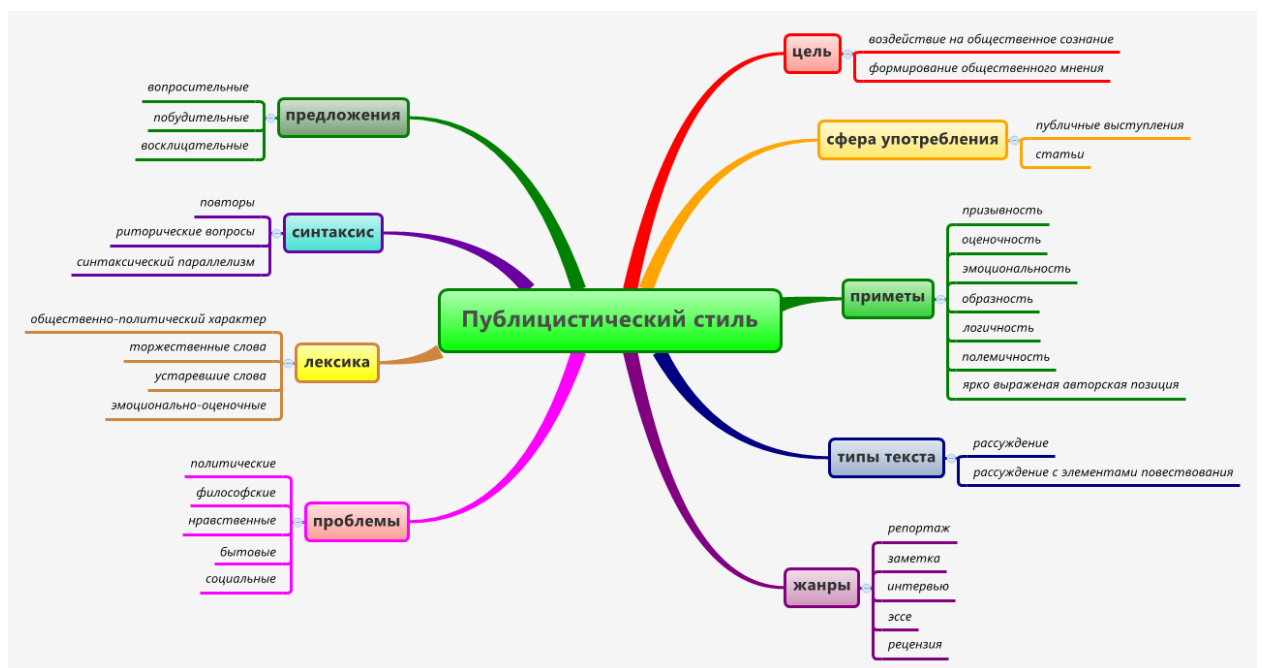 Публицистический стиль
цель
воздействие на общественное сознание
формирование общественного мнения
сфера употребления
публичные выступления
статьи
приметы
призывность
оценочность
эмоциональность
образность
логичность
полемичность
ярко выраженая авторская позиция
типы текста
рассуждение
рассуждение с элементами повествования
жанры
репортаж
заметка
интервью
эссе
рецензия
предложения
вопросительные
побудительные
восклицательные
синтаксис
повторы
риторические вопросы
синтаксический параллелизм
лексика
общественно-политический характер
торжественные слова
устаревшие слова
эмоционально-оценочные
проблемы
политические
философские
нравственные
бытовые
социальные